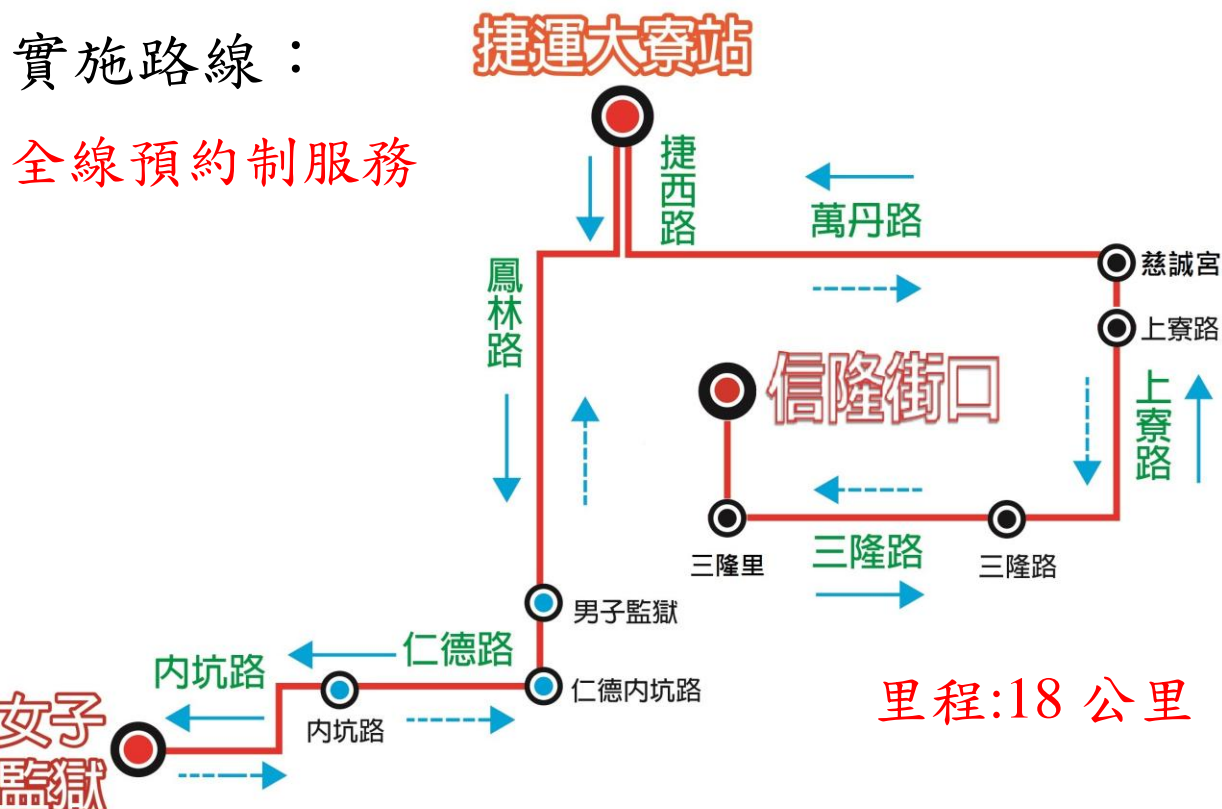 實施路線：
全線預約制服務
捷運大寮站
捷西路
萬丹路
慈誠宮
上寮路
鳳林路
信隆街口
上寮路
三隆里
三隆路
三隆路
男子監獄
仁德路
内坑路
内坑路
仁德内坑路
女子
監獄
里程:18 公里